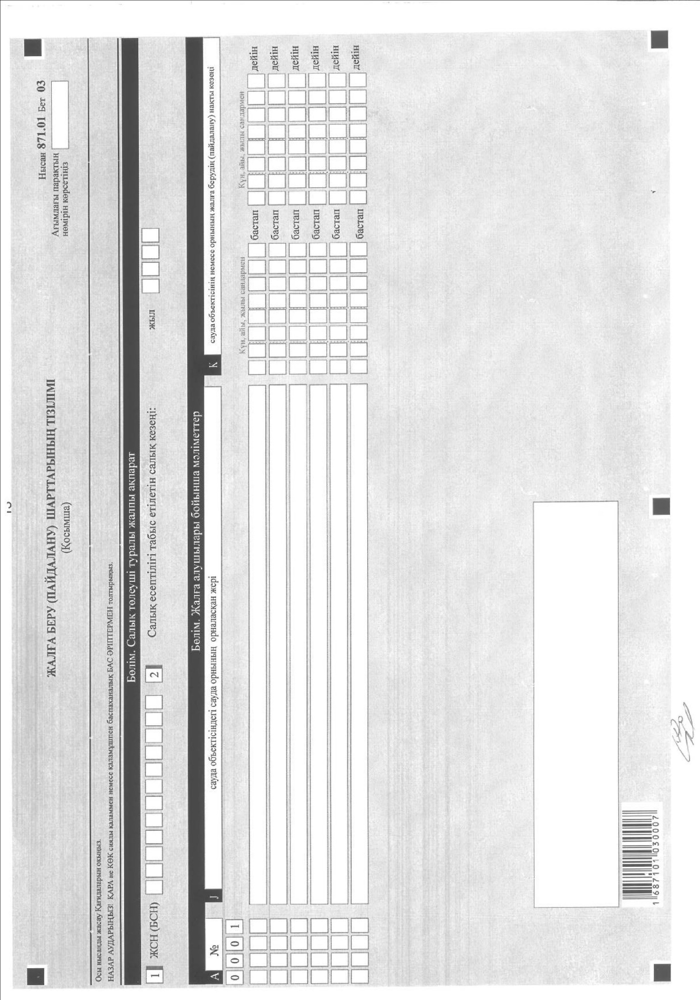 Нысан 871.01 Бет 03
ЖАЛҒА БЕРУ (ПАЙДАЛАНУ) ШАРТТАРЫНЫҢ ТІЗІЛІМІ
(Қосымша)
Ағымдағы парақтың
нөмірін көрсетіңіз
Осы нысанды жасау Қағидаларын оқыңыз.
НАЗАР АУДАРЫҢЫЗ! ҚАРА не КӨК сиялы қаламмен немесе қаламұшпен баспаханалық БАС ӘРІПТЕРМЕН толтырыңыз.
Бөлім. Салық төлеуші туралы жалпы ақпарат
1 ЖСН (БСН) 2 Салық есептілігі табыс етілетін салық кезеңі: жыл
Бөлім. Жалға алушылары бойынша мәліметтер
A № J сауда объектісіндегі сауда орнының орналасқан жері K сауда объектісінің немесе орнының жалға берудің (пайдалану) нақты кезеңі
0 0 0 1
Күн, айы, жылы сандармен Күн, айы, жылы сандармен
бастап дейін
бастап дейін
бастап дейін
бастап дейін
бастап дейін
бастап дейін
1 687101 030007